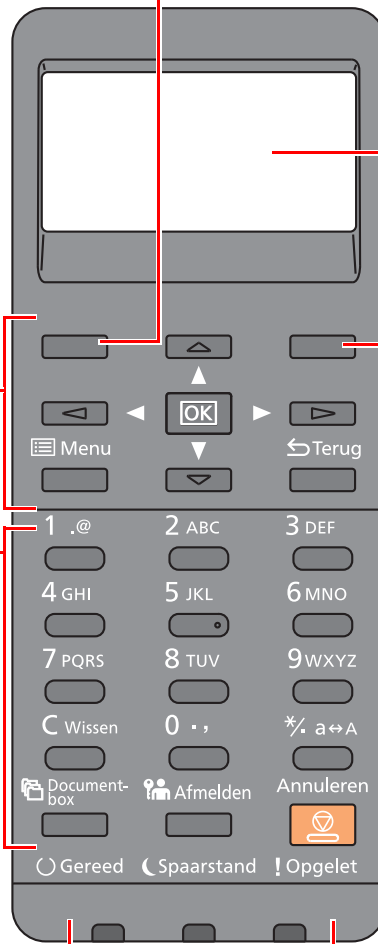 OK
Menu Terug
1 .@ 2 ABC 3 DEF
4 GHI 5 JKL 6 MNO
7 PQRS 8 TUV 9 WXYZ
C Wissen 0 ., */. a↔A
Document-
box Afmelden Annuleren
Gereed Spaarstand ! Opgelet